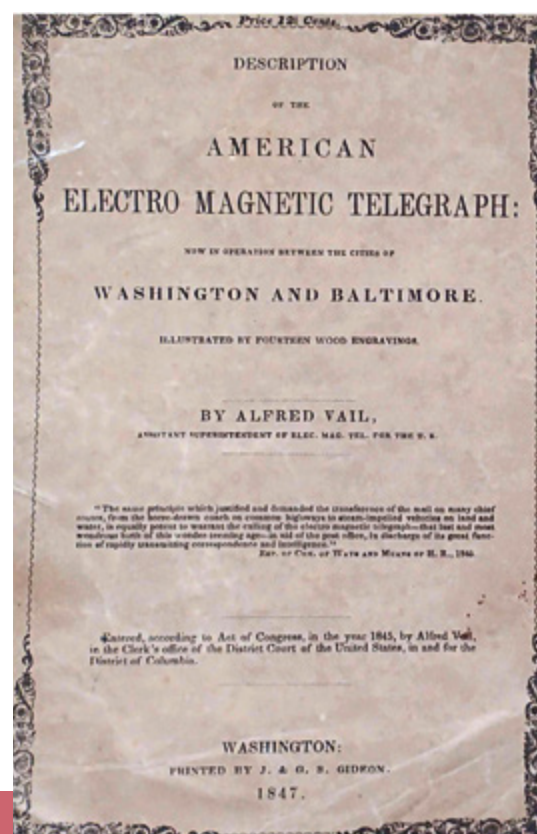 Price 12½ Cents.
DESCRIPTION
OF THE
AMERICAN
ELECTRO MAGNETIC TELEGRAPH:
NOW IN OPERATION BETWEEN THE CITIES OF
WASHINGTON AND BALTIMORE.
ILLUSTRATED BY FOURTEEN WOOD ENGRAVINGS.
BY ALFRED VAIL,
ASSISTANT SUPERINTENDENT OF ELEC. MAG. TEL. FOR THE U. S.
"The same principle which justified and demanded the transference of the mail on many chief
routes, from the horse-drawn coach on common highways to steam-impelled vehicles on land and
water, is equally potent to warrant the calling of the electro magnetic telegraph—that last and most
wondrous birth of this wonder teeming age—in aid of the post office, in discharge of its great func-
tion of rapidly transmitting correspondence and intelligence."
REP. OF COM. OF WAYS AND MEANS OF H. R., 1845.
Entered, according to Act of Congress, in the year 1845, by Alfred Vail,
in the Clerk's office of the District Court of the United States, in and for the
District of Columbia.
WASHINGTON:
PRINTED BY J. & G. S. GIDEON.
1847.